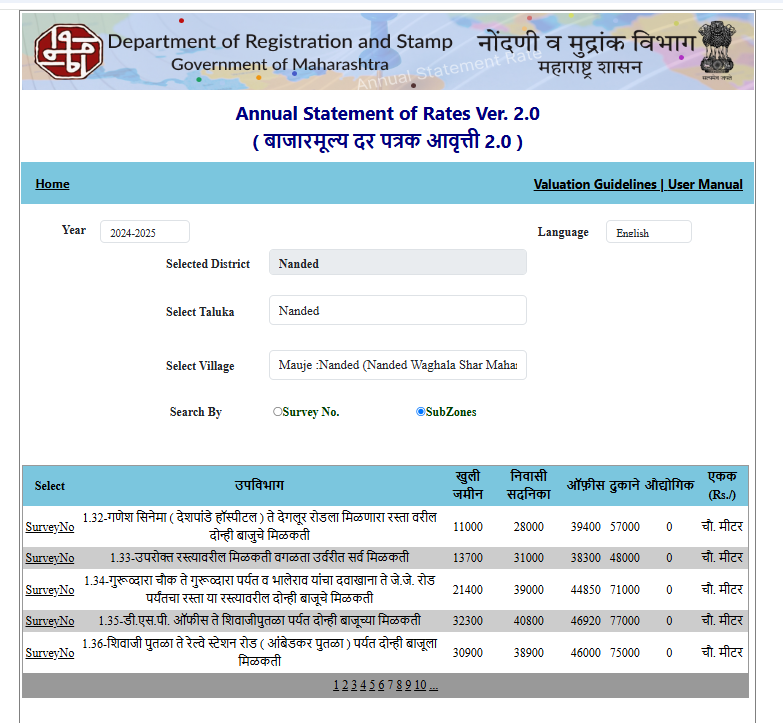 Department of Registration and Stamp
Government of Maharashtra
नोंदणी व मुद्रांक विभाग
महाराष्ट्र शासन
Annual Statement Rate
Annual Statement of Rates Ver. 2.0
( बाजारमूल्य दर पत्रक आवृत्ती 2.0 )
Home Valuation Guidelines | User Manual
Year 2024-2025 Language English
Selected District Nanded
Select Taluka Nanded
Select Village Mauje :Nanded (Nanded Waghala Shar Maha
Search By Survey No. SubZones
Select उपविभाग खुली जमीन निवासी सदनिका ऑफ़ीस दुकाने औद्योगिक एकक (Rs./)
SurveyNo 1.32-गणेश सिनेमा ( देशपांडे हॉस्पीटल ) ते देगलूर रोडला मिळणारा रस्ता वरील दोन्ही बाजुचे मिळकती 11000 28000 39400 57000 0 चौ. मीटर
SurveyNo 1.33-उपरोक्त रस्त्यावरील मिळकती वगळता उर्वरीत सर्व मिळकती 13700 31000 38300 48000 0 चौ. मीटर
SurveyNo 1.34-गुरूव्दारा चौक ते गुरूव्दारा पर्यंत व भालेराव यांचा दवाखाना ते जे.जे. रोड पर्यंतचा रस्ता या रस्त्यावरील दोन्ही बाजूचे मिळकती 21400 39000 44850 71000 0 चौ. मीटर
SurveyNo 1.35-डी.एस.पी. ऑफीस ते शिवाजीपुतळा पर्यंत दोन्ही बाजूच्या मिळकती 32300 40800 46920 77000 0 चौ. मीटर
SurveyNo 1.36-शिवाजी पुतळा ते रेल्वे स्टेशन रोड ( आंबेडकर पुतळा ) पर्यंत दोन्ही बाजूला मिळकती 30900 38900 46000 75000 0 चौ. मीटर
1 2 3 4 5 6 7 8 9 10 ...